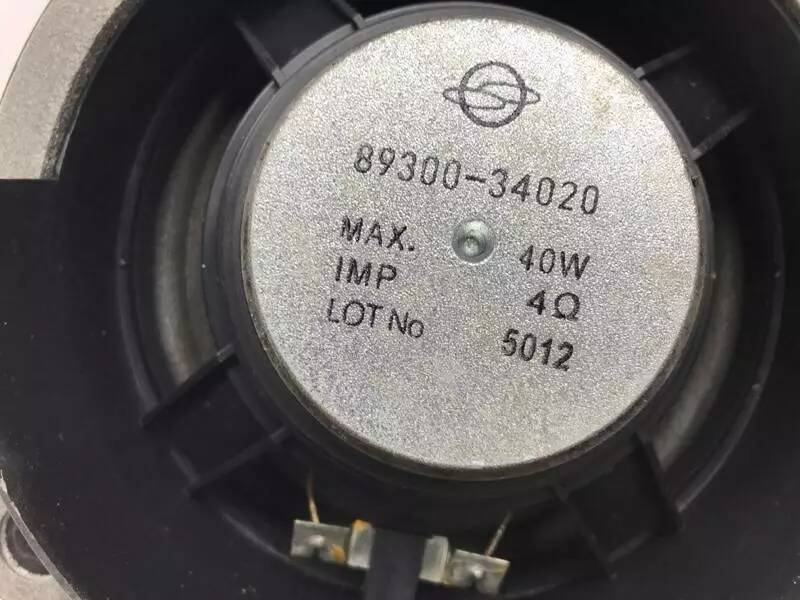 89300-34020
MAX. 40W
IMP 4Ω
LOT No 5012